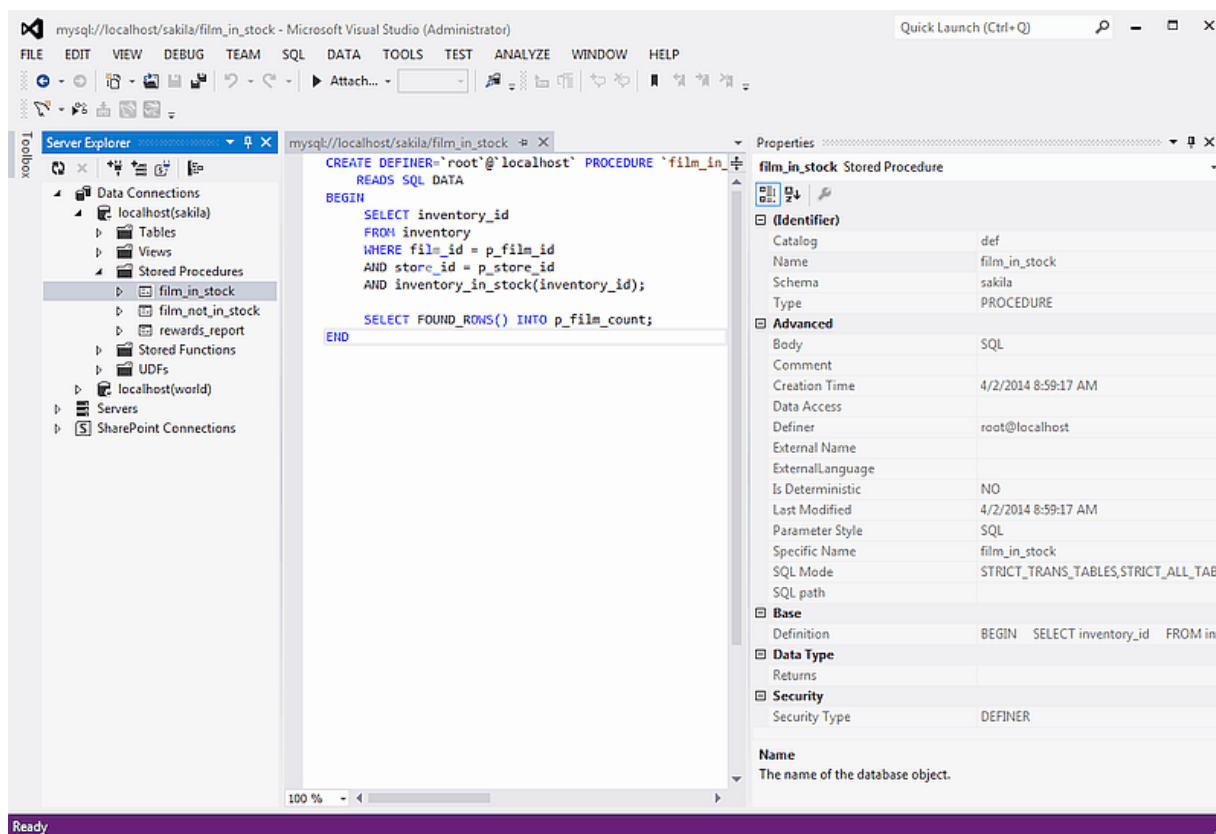 mysql://localhost/sakila/film_in_stock - Microsoft Visual Studio (Administrator)
Quick Launch (Ctrl+Q)
FILE EDIT VIEW DEBUG TEAM SQL DATA TOOLS TEST ANALYZE WINDOW HELP
Attach...
Toolbox
Server Explorer
Data Connections
localhost(sakila)
Tables
Views
Stored Procedures
film_in_stock
film_not_in_stock
rewards_report
Stored Functions
UDFs
localhost(world)
Servers
SharePoint Connections
mysql://localhost/sakila/film_in_stock
CREATE DEFINER=`root`@`localhost` PROCEDURE `film_in_
READS SQL DATA
BEGIN
SELECT inventory_id
FROM inventory
WHERE film_id = p_film_id
AND store_id = p_store_id
AND inventory_in_stock(inventory_id);
SELECT FOUND_ROWS() INTO p_film_count;
END
100 %
Properties
film_in_stock Stored Procedure
(Identifier)
Catalog def
Name film_in_stock
Schema sakila
Type PROCEDURE
Advanced
Body SQL
Comment
Creation Time 4/2/2014 8:59:17 AM
Data Access
Definer root@localhost
External Name
ExternalLanguage
Is Deterministic NO
Last Modified 4/2/2014 8:59:17 AM
Parameter Style SQL
Specific Name film_in_stock
SQL Mode STRICT_TRANS_TABLES,STRICT_ALL_TAB
SQL path
Base
Definition BEGIN SELECT inventory_id FROM in
Data Type
Returns
Security
Security Type DEFINER
Name
The name of the database object.
Ready